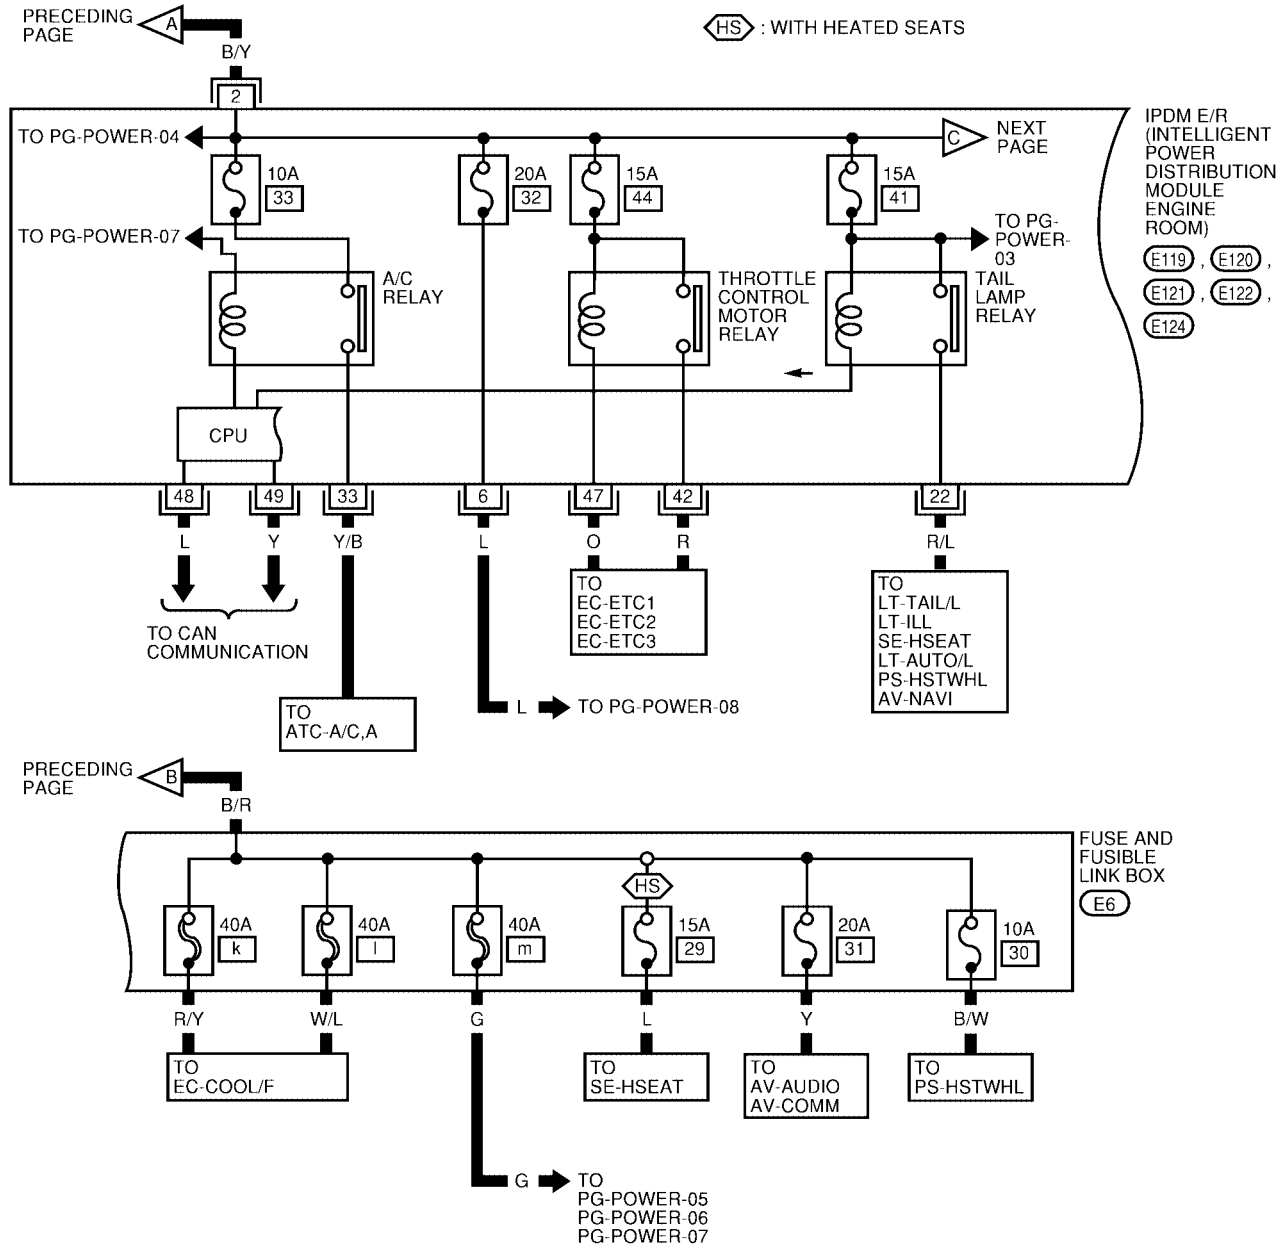 PRECEDING
PAGE
A
B/Y
HS : WITH HEATED SEATS
2
TO PG-POWER-04
C
NEXT
PAGE
IPDM E/R
(INTELLIGENT
POWER
DISTRIBUTION
MODULE
ENGINE
ROOM)
E119 , E120 ,
E121 , E122 ,
E124
10A
33
20A
32
15A
44
15A
41
TO PG-POWER-07
TO PG-
POWER-
03
A/C
RELAY
THROTTLE
CONTROL
MOTOR
RELAY
TAIL
LAMP
RELAY
CPU
48
49
33
6
47
42
22
L
Y
Y/B
L
O
R
R/L
TO CAN
COMMUNICATION
TO
EC-ETC1
EC-ETC2
EC-ETC3
TO
LT-TAIL/L
LT-ILL
SE-HSEAT
LT-AUTO/L
PS-HSTWHL
AV-NAVI
TO
ATC-A/C,A
L
TO PG-POWER-08
PRECEDING
PAGE
B
B/R
FUSE AND
FUSIBLE
LINK BOX
E6
HS
40A
k
40A
l
40A
m
15A
29
20A
31
10A
30
R/Y
W/L
G
L
Y
B/W
TO
EC-COOL/F
TO
SE-HSEAT
TO
AV-AUDIO
AV-COMM
TO
PS-HSTWHL
G
TO
PG-POWER-05
PG-POWER-06
PG-POWER-07